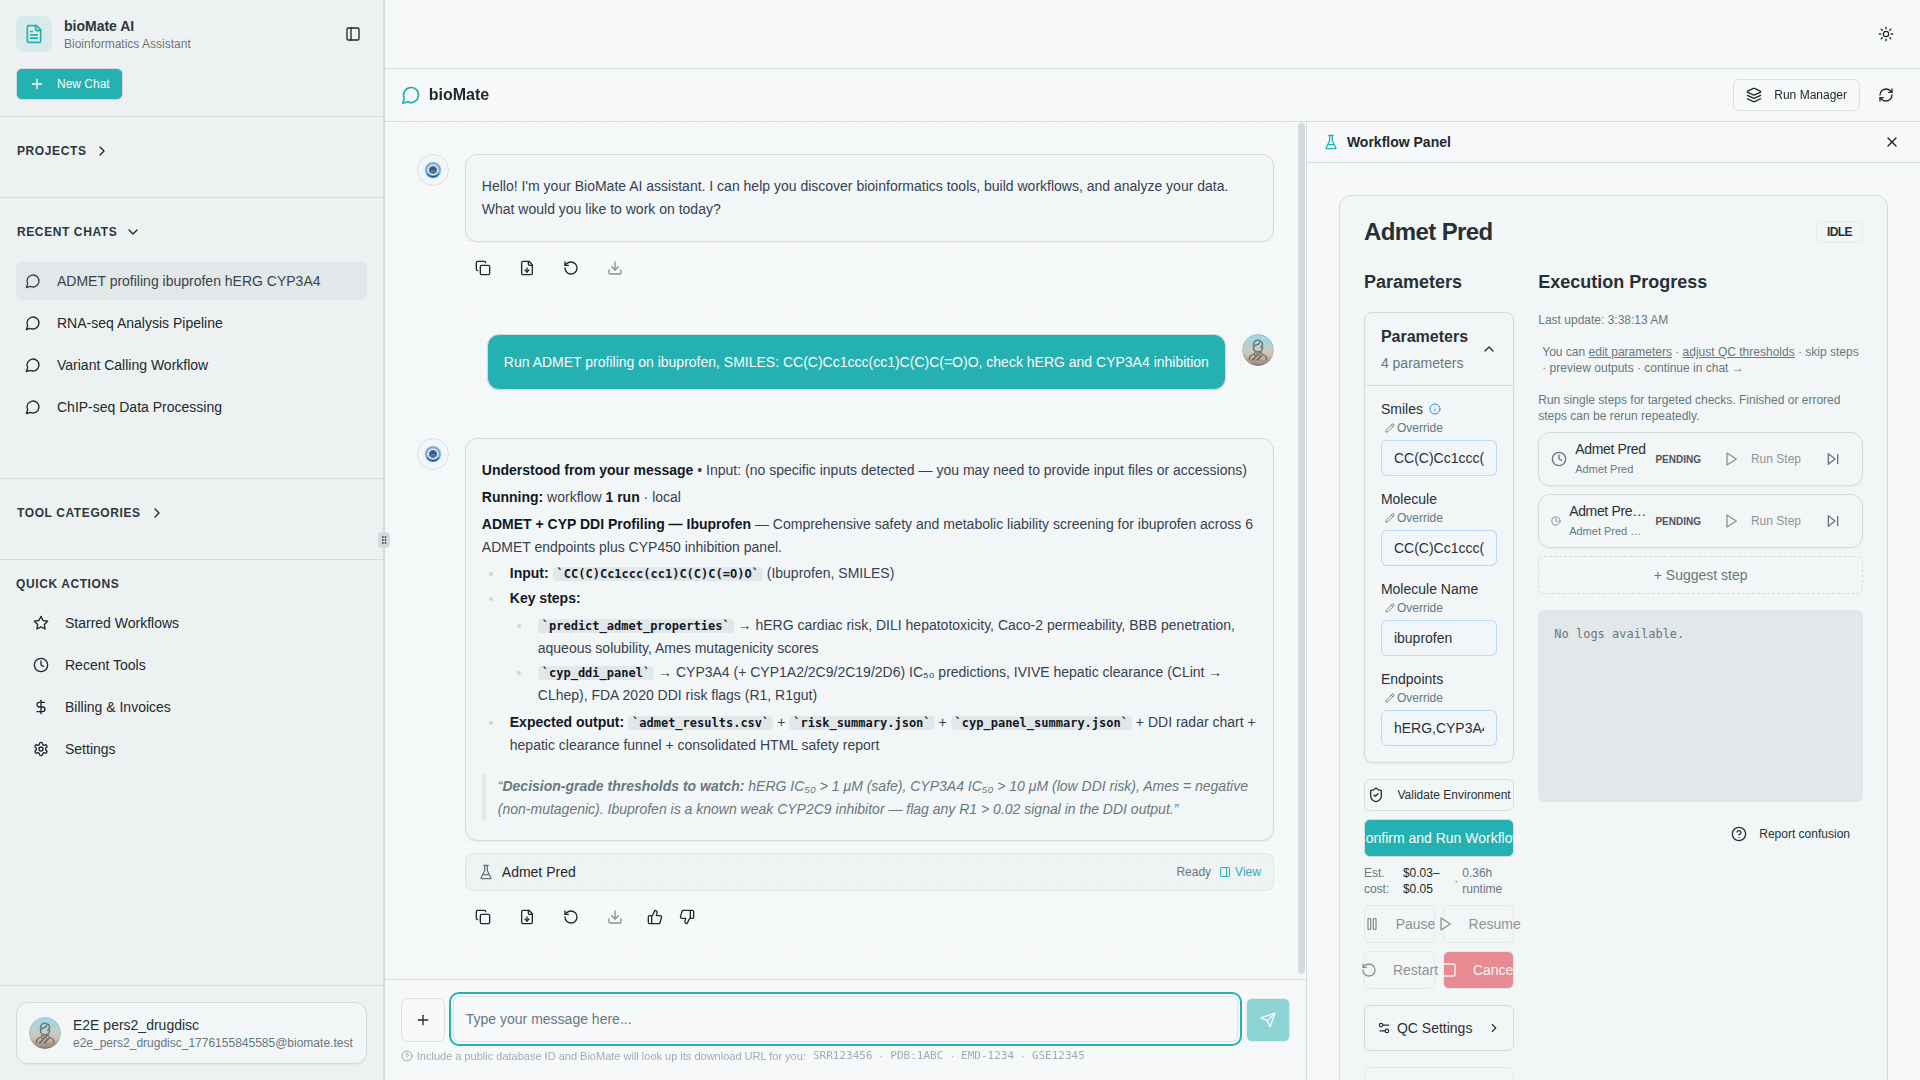 bioMate AI
Bioinformatics Assistant
New Chat
PROJECTS
RECENT CHATS
ADMET profiling ibuprofen hERG CYP3A4
RNA-seq Analysis Pipeline
Variant Calling Workflow
ChIP-seq Data Processing
TOOL CATEGORIES
QUICK ACTIONS
Starred Workflows
Recent Tools
Billing & Invoices
Settings
E2E pers2_drugdisc
e2e_pers2_drugdisc_1776155845585@biomate.test
bioMate
Run Manager
Hello! I'm your BioMate AI assistant. I can help you discover bioinformatics tools, build workflows, and analyze your data.
What would you like to work on today?
Run ADMET profiling on ibuprofen, SMILES: CC(C)Cc1ccc(cc1)C(C)C(=O)O, check hERG and CYP3A4 inhibition
Understood from your message • Input: (no specific inputs detected — you may need to provide input files or accessions)
Running: workflow 1 run · local
ADMET + CYP DDI Profiling — Ibuprofen — Comprehensive safety and metabolic liability screening for ibuprofen across 6
ADMET endpoints plus CYP450 inhibition panel.
Input: `CC(C)Cc1ccc(cc1)C(C)C(=O)O` (Ibuprofen, SMILES)
Key steps:
`predict_admet_properties` → hERG cardiac risk, DILI hepatotoxicity, Caco-2 permeability, BBB penetration,
aqueous solubility, Ames mutagenicity scores
`cyp_ddi_panel` → CYP3A4 (+ CYP1A2/2C9/2C19/2D6) IC₅₀ predictions, IVIVE hepatic clearance (CLint →
CLhep), FDA 2020 DDI risk flags (R1, R1gut)
Expected output: `admet_results.csv` + `risk_summary.json` + `cyp_panel_summary.json` + DDI radar chart +
hepatic clearance funnel + consolidated HTML safety report
“Decision-grade thresholds to watch: hERG IC₅₀ > 1 μM (safe), CYP3A4 IC₅₀ > 10 μM (low DDI risk), Ames = negative
(non-mutagenic). Ibuprofen is a known weak CYP2C9 inhibitor — flag any R1 > 0.02 signal in the DDI output.”
Admet Pred
Ready
View
Type your message here...
Include a public database ID and BioMate will look up its download URL for you: SRR123456 · PDB:1ABC · EMD-1234 · GSE12345
Workflow Panel
Admet Pred
IDLE
Parameters
Parameters
4 parameters
Smiles
Override
CC(C)Cc1ccc(
Molecule
Override
CC(C)Cc1ccc(
Molecule Name
Override
ibuprofen
Endpoints
Override
hERG,CYP3A4
Validate Environment
onfirm and Run Workflo
Est. cost: $0.03–$0.05 · 0.36h runtime
Pause
Resume
Restart
Cance
QC Settings
Execution Progress
Last update: 3:38:13 AM
You can edit parameters · adjust QC thresholds · skip steps
· preview outputs · continue in chat →
Run single steps for targeted checks. Finished or errored
steps can be rerun repeatedly.
Admet Pred
Admet Pred
PENDING
Run Step
Admet Pre…
Admet Pred …
PENDING
Run Step
+ Suggest step
No logs available.
Report confusion